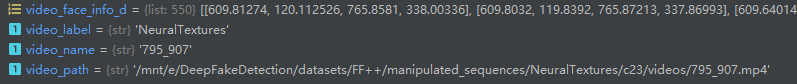 video_face_info_d = {list: 550} [[609.81274, 120.112526, 765.8581, 338.00336], [609.8032, 119.8392, 765.87213, 337.86993], [609.64014
video_label = {str} 'NeuralTextures'
video_name = {str} '795_907'
video_path = {str} '/mnt/e/DeepFakeDetection/datasets/FF++/manipulated_sequences/NeuralTextures/c23/videos/795_907.mp4'